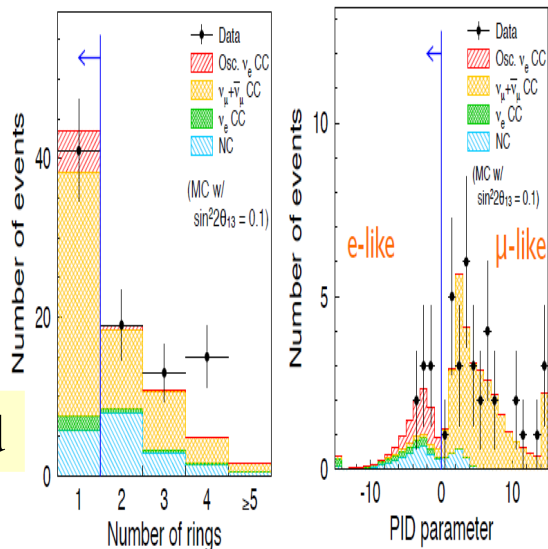 Number of events
40
20
0
Data
Osc. νe CC
νμ+ν̄μ CC
νe CC
NC
(MC w/
sin²2θ13 = 0.1)
1 2 3 4 ≥5
Number of rings
d
Number of events
10
5
0
Data
Osc. νe CC
νμ+ν̄μ CC
νe CC
NC
(MC w/
sin²2θ13 = 0.1)
e-like
μ-like
-10 0 10
PID parameter